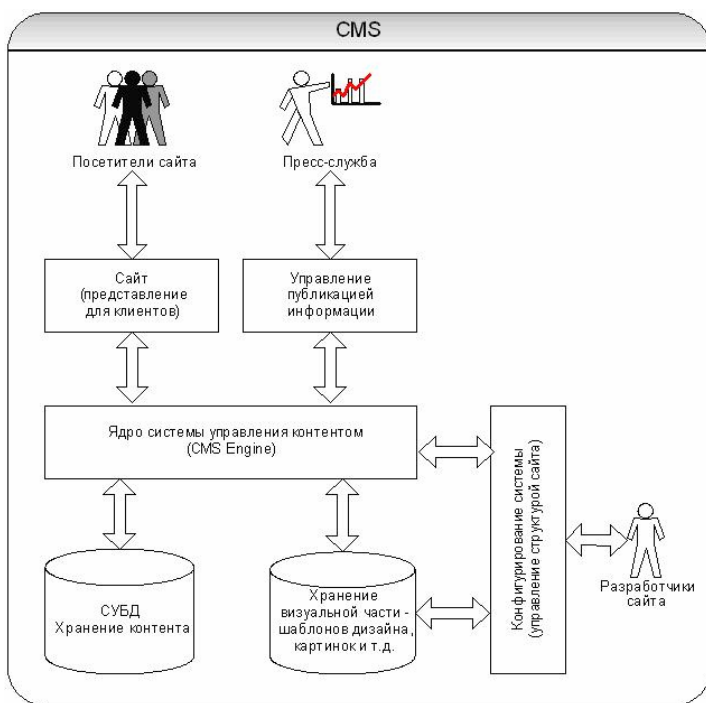 CMS
Посетители сайта
Пресс-служба
Сайт
(представление
для клиентов)
Управление
публикацией
информации
Ядро системы управления контентом
(CMS Engine)
Конфигурирование системы
(управление структурой сайта)
Разработчики
сайта
СУБД
Хранение контента
Хранение
визуальной части -
шаблонов дизайна,
картинок и т.д.